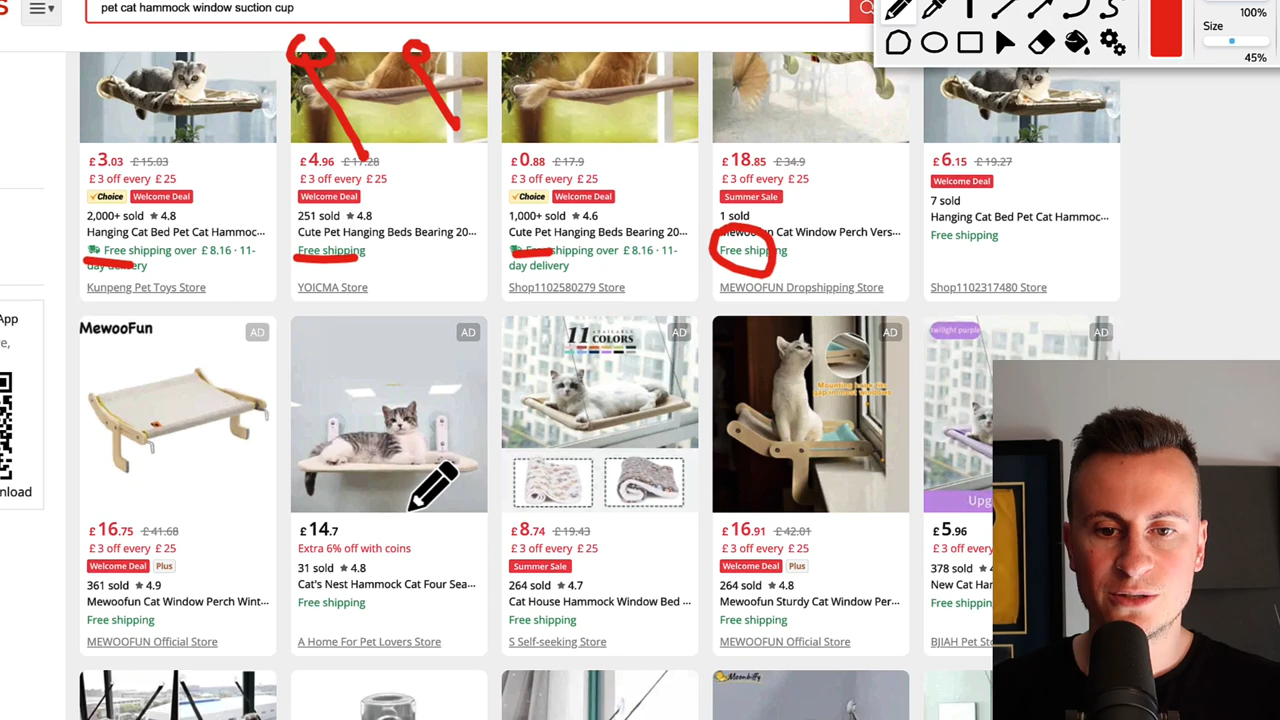 S
pet cat hammock window suction cup
100%
Size
45%
£3.03 £15.03
£3 off every £25
Choice Welcome Deal
2,000+ sold ★ 4.8
Hanging Cat Bed Pet Cat Hammoc...
Free shipping over £8.16 · 11-
day delivery
Kunpeng Pet Toys Store
£4.96 £17.28
£3 off every £25
Welcome Deal
251 sold ★ 4.8
Cute Pet Hanging Beds Bearing 20...
Free shipping
YOICMA Store
£0.88 £17.9
£3 off every £25
Choice Welcome Deal
1,000+ sold ★ 4.6
Cute Pet Hanging Beds Bearing 20...
Free shipping over £8.16 · 11-
day delivery
Shop1102580279 Store
£18.85 £34.9
£3 off every £25
Summer Sale
1 sold
Mewoofun Cat Window Perch Vers...
Free shipping
MEWOOFUN Dropshipping Store
£6.15 £19.27
Welcome Deal
7 sold
Hanging Cat Bed Pet Cat Hammoc...
Free shipping
Shop1102317480 Store
App
re,
nload
MewooFun
AD
£16.75 £41.68
£3 off every £25
Welcome Deal Plus
361 sold ★ 4.9
Mewoofun Cat Window Perch Wint...
Free shipping
MEWOOFUN Official Store
AD
£14.7
Extra 6% off with coins
31 sold ★ 4.8
Cat's Nest Hammock Cat Four Sea...
Free shipping
A Home For Pet Lovers Store
11 AVAILABLE
COLORS
AD
£8.74 £19.43
£3 off every £25
Summer Sale
264 sold ★ 4.7
Cat House Hammock Window Bed ...
Free shipping
S Self-seeking Store
AD
£16.91 £42.01
£3 off every £25
Welcome Deal Plus
264 sold ★ 4.8
Mewoofun Sturdy Cat Window Per...
Free shipping
MEWOOFUN Official Store
twilight purple
AD
Upg
£5.96
£3 off every
378 sold ★
New Cat Har
Free shippin
BJIAH Pet Sto
Moonbiffy